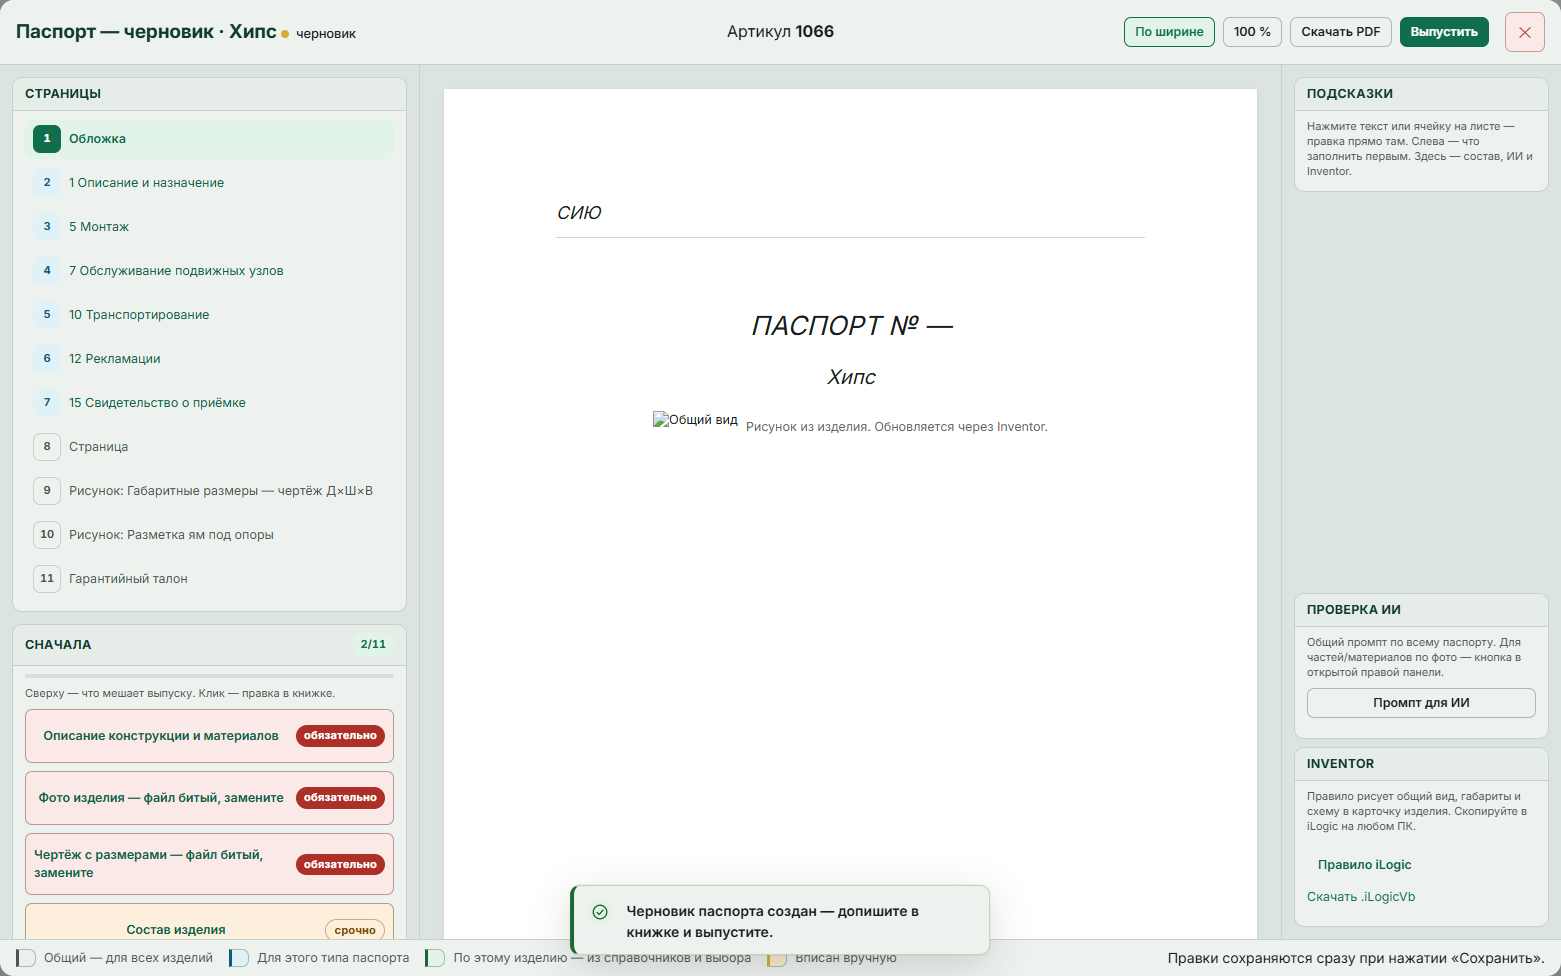 Паспорт — черновик · Хипс черновик
Артикул 1066
По ширине
100 %
Скачать PDF
Выпустить
СТРАНИЦЫ
1 Обложка
2 1 Описание и назначение
3 5 Монтаж
4 7 Обслуживание подвижных узлов
5 10 Транспортирование
6 12 Рекламации
7 15 Свидетельство о приёмке
8 Страница
9 Рисунок: Габаритные размеры — чертёж Д×Ш×В
10 Рисунок: Разметка ям под опоры
11 Гарантийный талон
СНАЧАЛА 2/11
Сверху — что мешает выпуску. Клик — правка в книжке.
Описание конструкции и материалов обязательно
Фото изделия — файл битый, замените обязательно
Чертёж с размерами — файл битый,
замените
обязательно
Состав изделия срочно
СИЮ
ПАСПОРТ № —
Хипс
Общий вид Рисунок из изделия. Обновляется через Inventor.
Черновик паспорта создан — допишите в
книжке и выпустите.
ПОДСКАЗКИ
Нажмите текст или ячейку на листе —
правка прямо там. Слева — что
заполнить первым. Здесь — состав, ИИ и
Inventor.
ПРОВЕРКА ИИ
Общий промпт по всему паспорту. Для
частей/материалов по фото — кнопка в
открытой правой панели.
Промпт для ИИ
INVENTOR
Правило рисует общий вид, габариты и
схему в карточку изделия. Скопируйте в
iLogic на любом ПК.
Правило iLogic
Скачать .iLogicVb
Общий — для всех изделий
Для этого типа паспорта
По этому изделию — из справочников и выбора
Вписан вручную
Правки сохраняются сразу при нажатии «Сохранить».